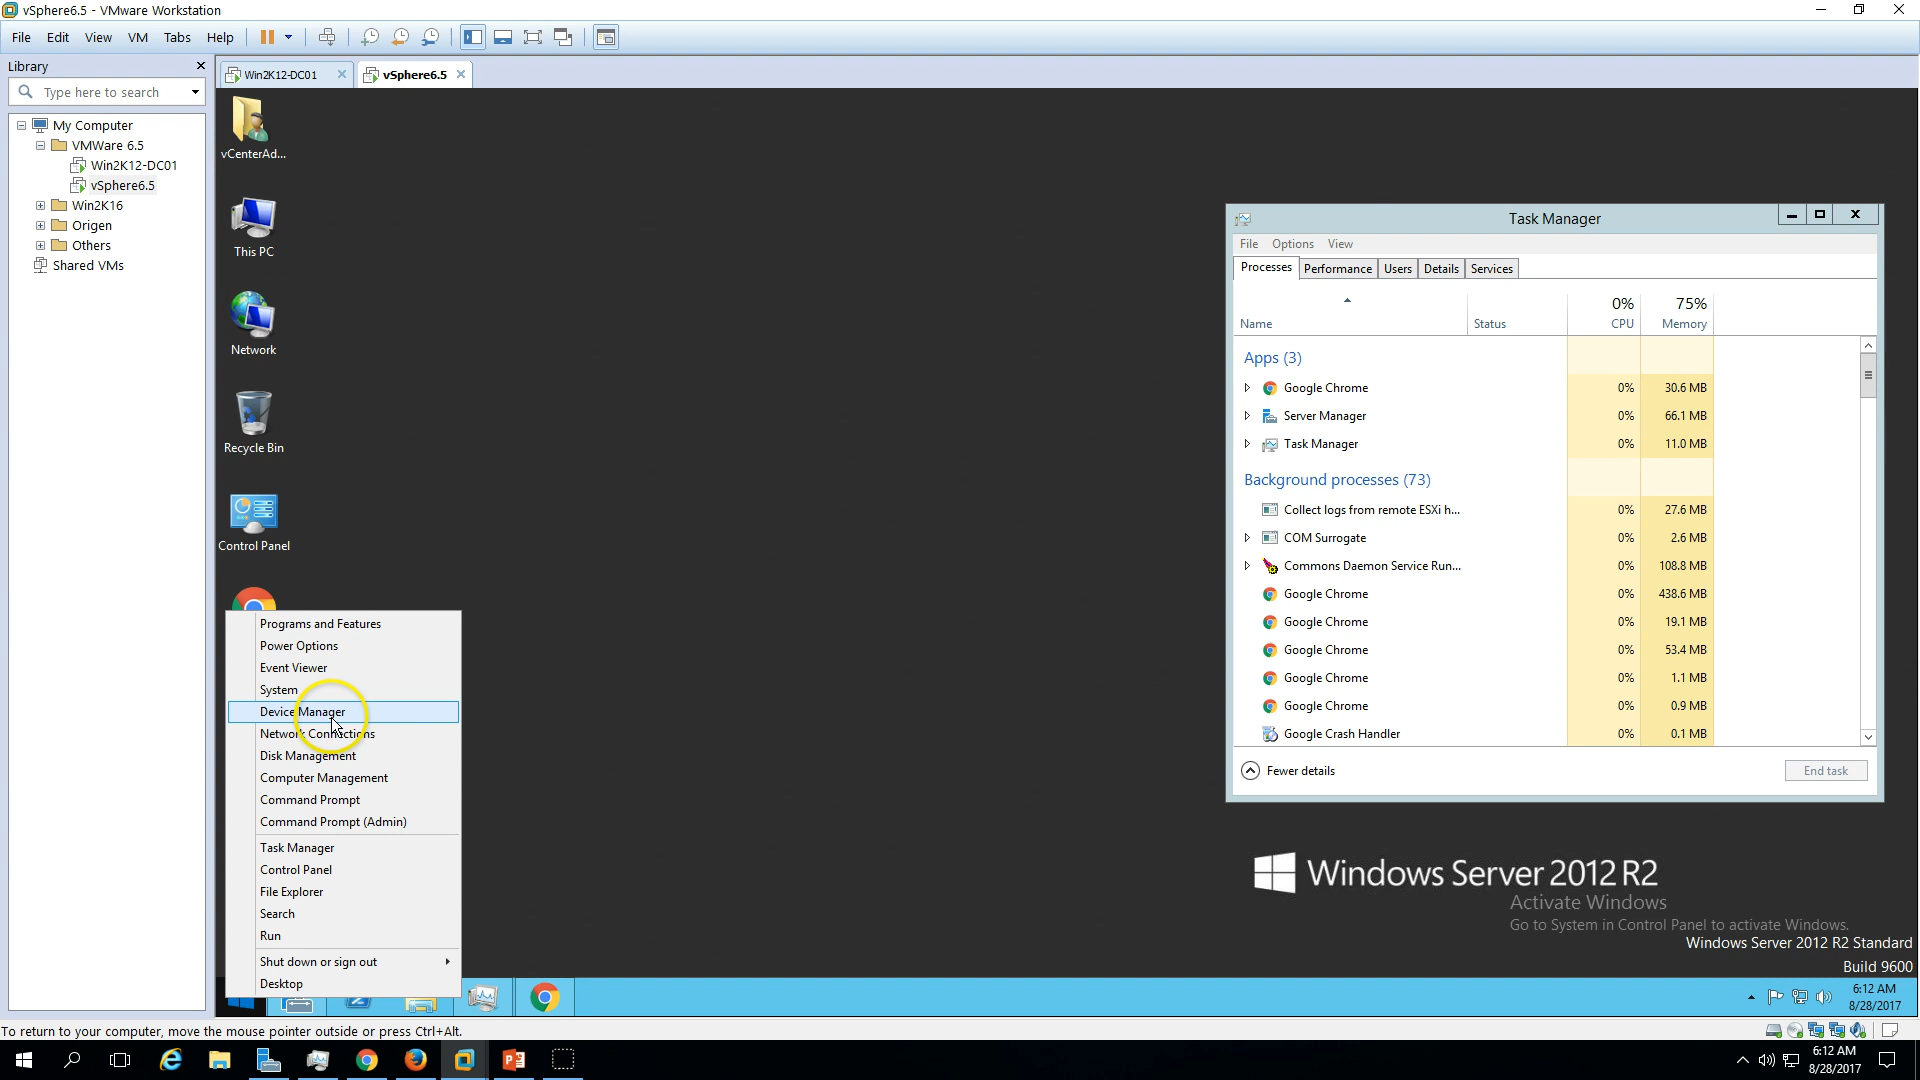 vSphere6.5 - VMware Workstation
File Edit View VM Tabs Help
Library
Type here to search
My Computer
VMWare 6.5
Win2K12-DC01
vSphere6.5
Win2K16
Origen
Others
Shared VMs
Win2K12-DC01
vSphere6.5
vCenterAd...
This PC
Network
Recycle Bin
Control Panel
Programs and Features
Power Options
Event Viewer
System
Device Manager
Network Connections
Disk Management
Computer Management
Command Prompt
Command Prompt (Admin)
Task Manager
Control Panel
File Explorer
Search
Run
Shut down or sign out
Desktop
Task Manager
File Options View
Processes Performance Users Details Services
0% 75%
Name Status CPU Memory
Apps (3)
Google Chrome 0% 30.6 MB
Server Manager 0% 66.1 MB
Task Manager 0% 11.0 MB
Background processes (73)
Collect logs from remote ESXi h... 0% 27.6 MB
COM Surrogate 0% 2.6 MB
Commons Daemon Service Run... 0% 108.8 MB
Google Chrome 0% 438.6 MB
Google Chrome 0% 19.1 MB
Google Chrome 0% 53.4 MB
Google Chrome 0% 1.1 MB
Google Chrome 0% 0.9 MB
Google Crash Handler 0% 0.1 MB
Fewer details
End task
Windows Server 2012 R2
Activate Windows
Go to System in Control Panel to activate Windows.
Windows Server 2012 R2 Standard
Build 9600
6:12 AM
8/28/2017
To return to your computer, move the mouse pointer outside or press Ctrl+Alt.
6:12 AM
8/28/2017